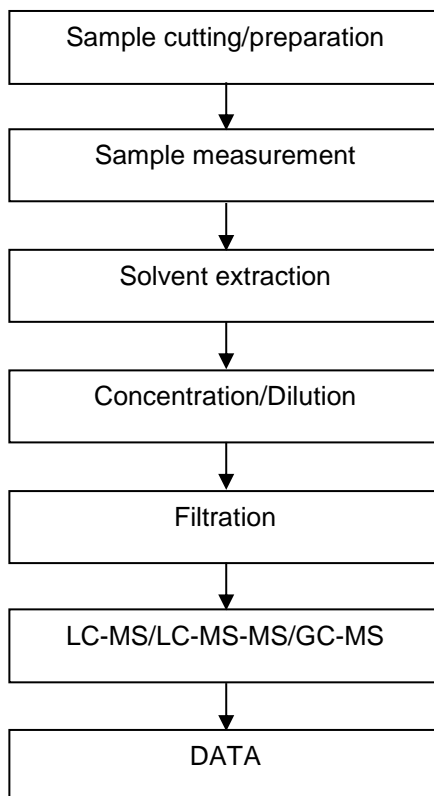 Sample cutting/preparation
Sample measurement
Solvent extraction
Concentration/Dilution
Filtration
LC-MS/LC-MS-MS/GC-MS
DATA